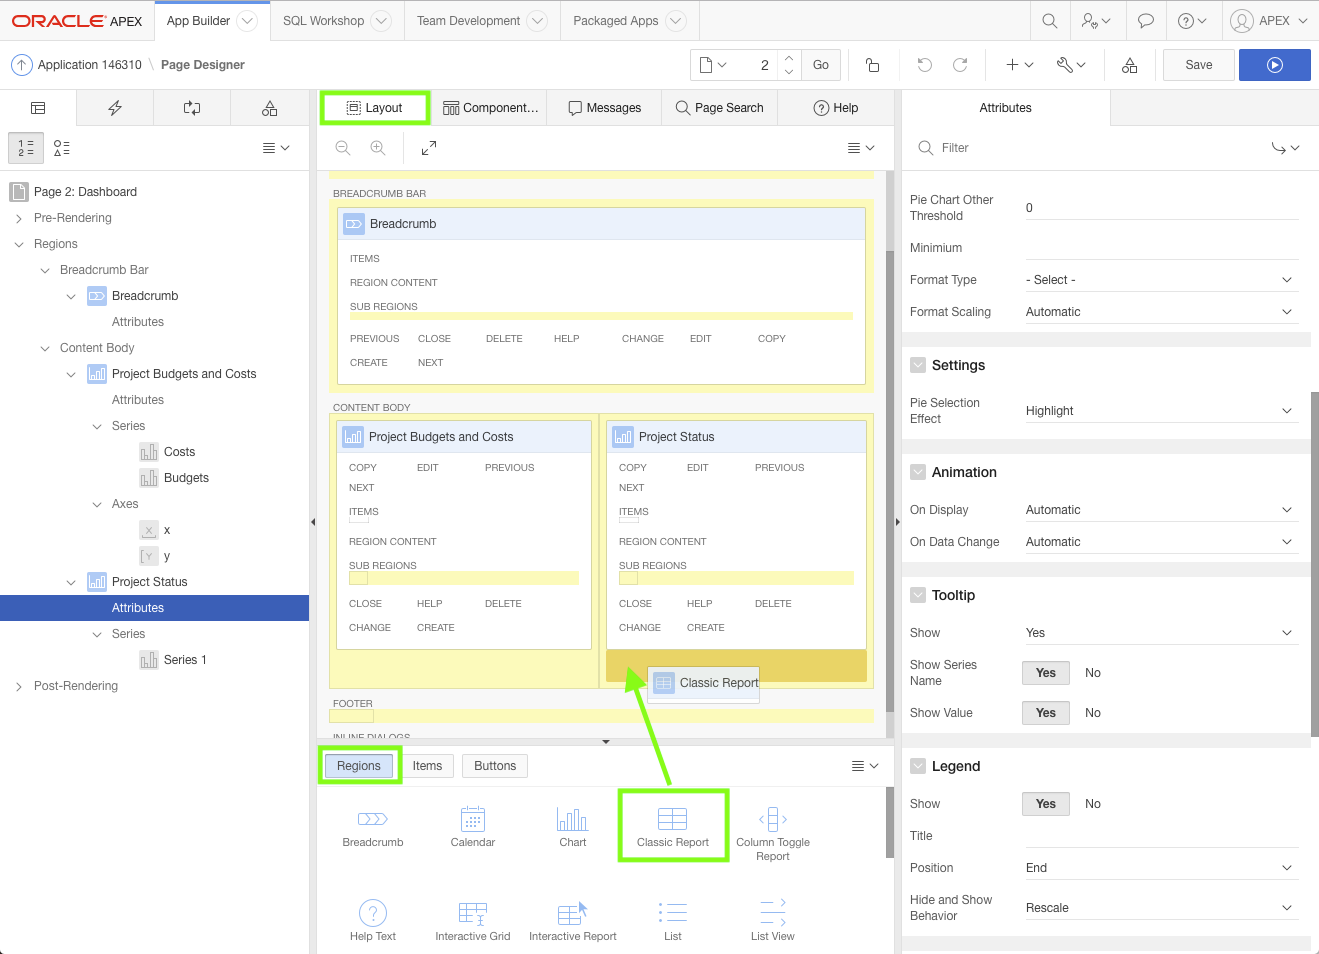 ORACLE APEX App Builder SQL Workshop Team Development Packaged Apps APEX
Application 146310 \ Page Designer 2 Go Save
Layout Component... Messages Page Search Help Attributes
Filter
Page 2: Dashboard
Pre-Rendering
Regions
Breadcrumb Bar
Breadcrumb
Attributes
Content Body
Project Budgets and Costs
Attributes
Series
Costs
Budgets
Axes
x
y
Project Status
Attributes
Series
Series 1
Post-Rendering
BREADCRUMB BAR
Breadcrumb
ITEMS
REGION CONTENT
SUB REGIONS
PREVIOUS CLOSE DELETE HELP CHANGE EDIT COPY
CREATE NEXT
CONTENT BODY
Project Budgets and Costs
COPY EDIT PREVIOUS
NEXT
ITEMS
REGION CONTENT
SUB REGIONS
CLOSE HELP DELETE
CHANGE CREATE
Project Status
COPY EDIT PREVIOUS
NEXT
ITEMS
REGION CONTENT
SUB REGIONS
CLOSE HELP DELETE
CHANGE CREATE
Classic Report
FOOTER
INLINE DIALOGS
Regions Items Buttons
Breadcrumb Calendar Chart Classic Report Column Toggle
Report
Help Text Interactive Grid Interactive Report List List View
Pie Chart Other
Threshold 0
Minimium
Format Type - Select -
Format Scaling Automatic
Settings
Pie Selection
Effect Highlight
Animation
On Display Automatic
On Data Change Automatic
Tooltip
Show Yes
Show Series
Name Yes No
Show Value Yes No
Legend
Show Yes No
Title
Position End
Hide and Show
Behavior Rescale